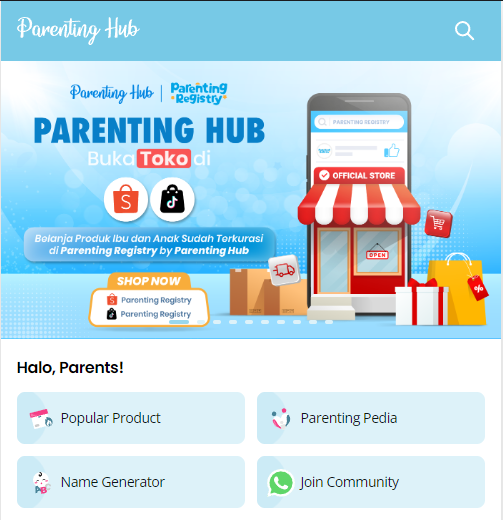 Parenting Hub
Parenting Hub | Parenting Registry
PARENTING HUB
Buka Toko di
Belanja Produk Ibu dan Anak Sudah Terkurasi
di Parenting Registry by Parenting Hub
SHOP NOW
Parenting Registry
Parenting Registry
PARENTING REGISTRY
OFFICIAL STORE
OPEN
%
Halo, Parents!
Popular Product
Parenting Pedia
Name Generator
Join Community